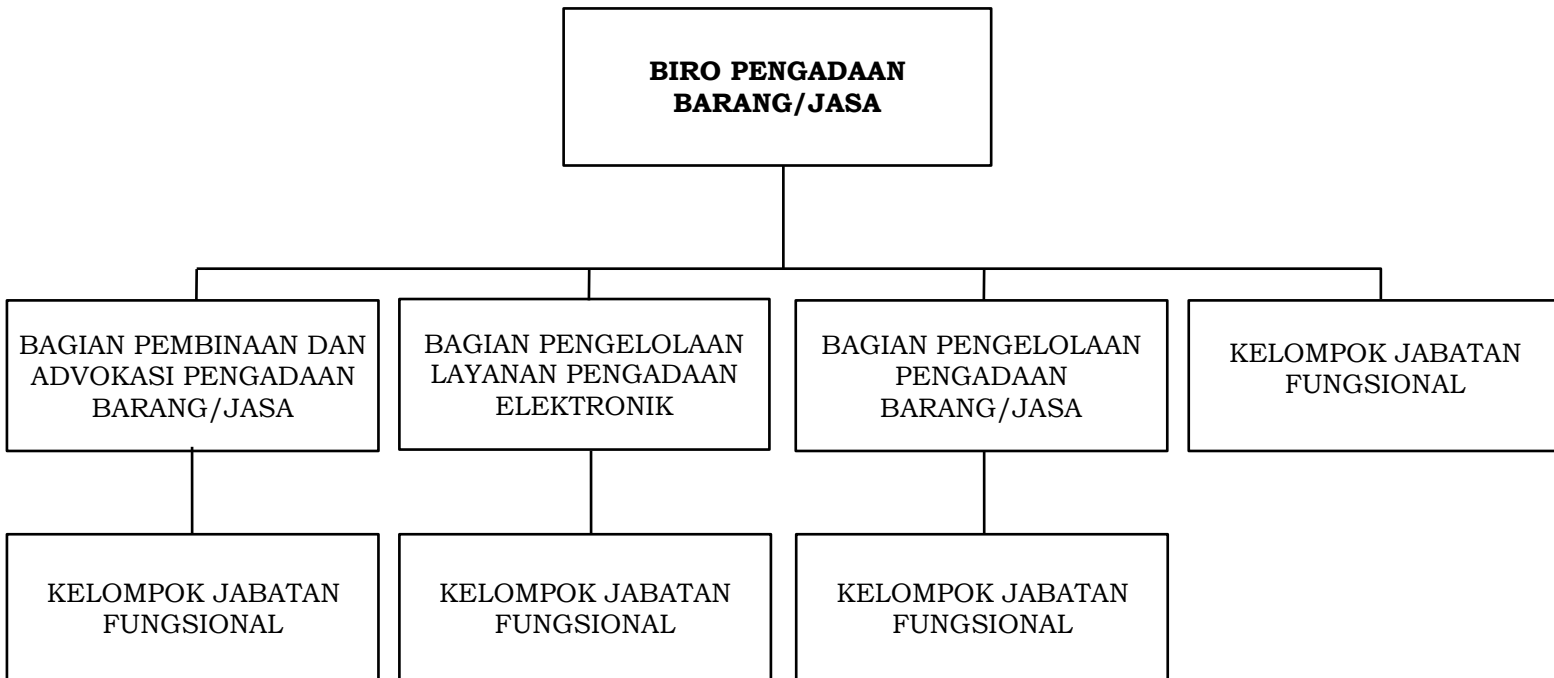 BIRO PENGADAAN
BARANG/JASA
BAGIAN PEMBINAAN DAN
ADVOKASI PENGADAAN
BARANG/JASA
BAGIAN PENGELOLAAN
LAYANAN PENGADAAN
ELEKTRONIK
BAGIAN PENGELOLAAN
PENGADAAN
BARANG/JASA
KELOMPOK JABATAN
FUNGSIONAL
KELOMPOK JABATAN
FUNGSIONAL
KELOMPOK JABATAN
FUNGSIONAL
KELOMPOK JABATAN
FUNGSIONAL